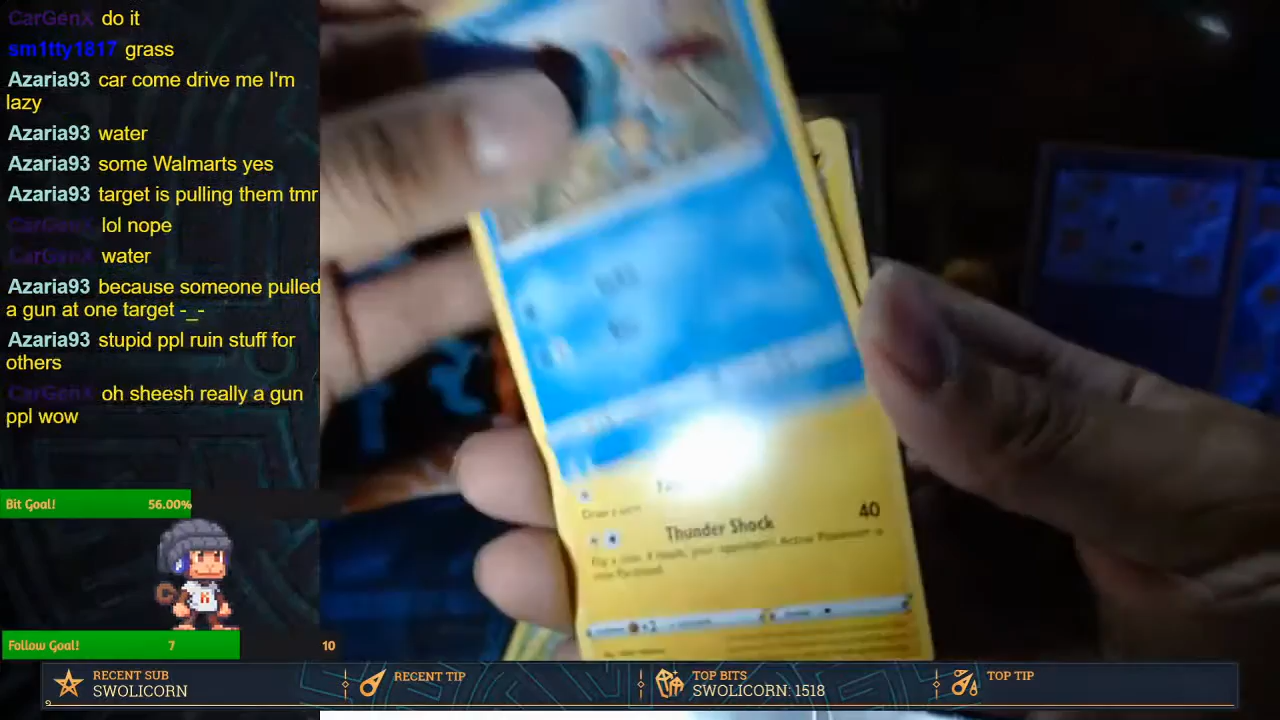 CarGenX do it
sm1tty1817 grass
Azaria93 car come drive me I'm
lazy
Azaria93 water
Azaria93 some Walmarts yes
Azaria93 target is pulling them tmr
CarGenX lol nope
CarGenX water
Azaria93 because someone pulled
a gun at one target -_-
Azaria93 stupid ppl ruin stuff for
others
CarGenX oh sheesh really a gun
ppl wow
Bit Goal! 56.00%
Follow Goal! 7 10
Thunder Shock 40
RECENT SUB
SWOLICORN
RECENT TIP
TOP BITS
SWOLICORN: 1518
TOP TIP